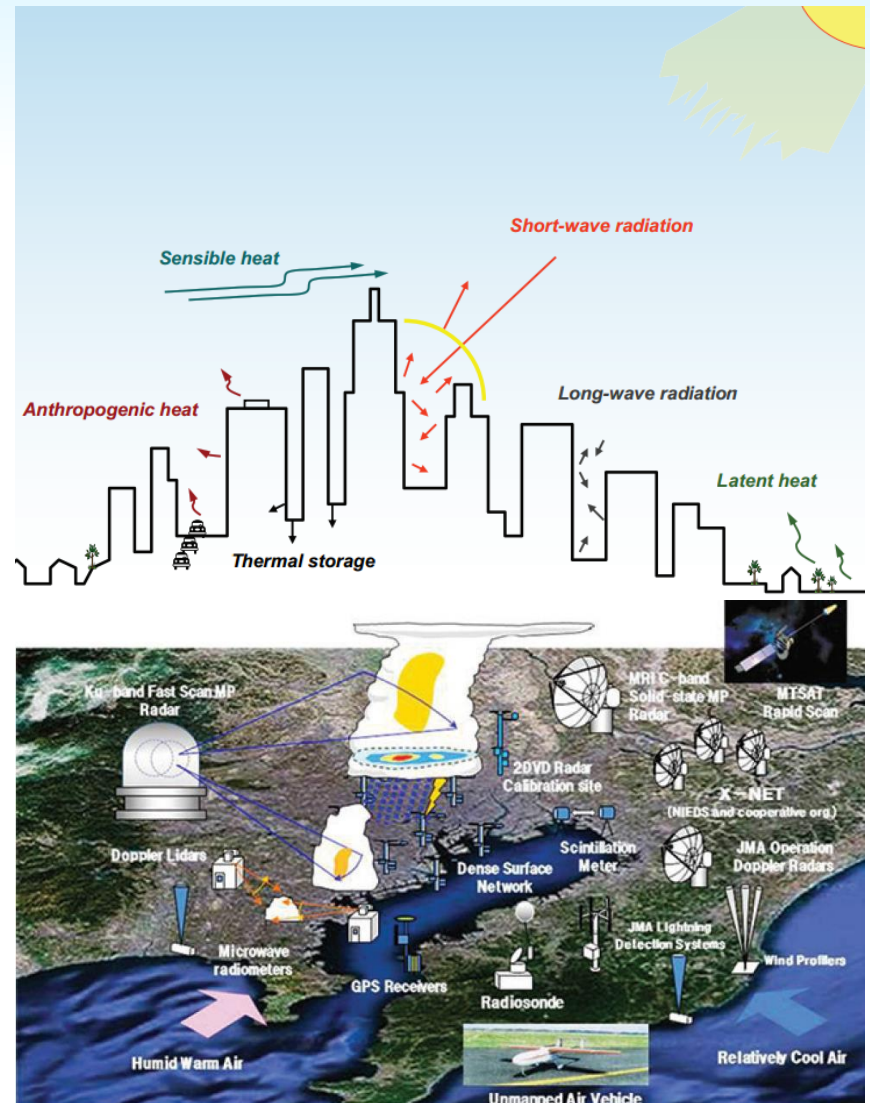 Short-wave radiation
Sensible heat
Long-wave radiation
Anthropogenic heat
Latent heat
Thermal storage
Ku-band Fast Scan MP
Radar
MRI C-band
Solid-state MP
Radar
MTSAT
Rapid Scan
2DVD Radar
Calibration site
X-NET
(NIEDS and cooperative org.)
Doppler Lidars
Dense Surface
Network
Scintillation
Meter
JMA Operation
Doppler Radars
Microwave
radiometers
GPS Receivers
Radiosonde
JMA Lightning
Detection Systems
Wind Profilers
Humid Warm Air
Relatively Cool Air
Unmanned Air Vehicle